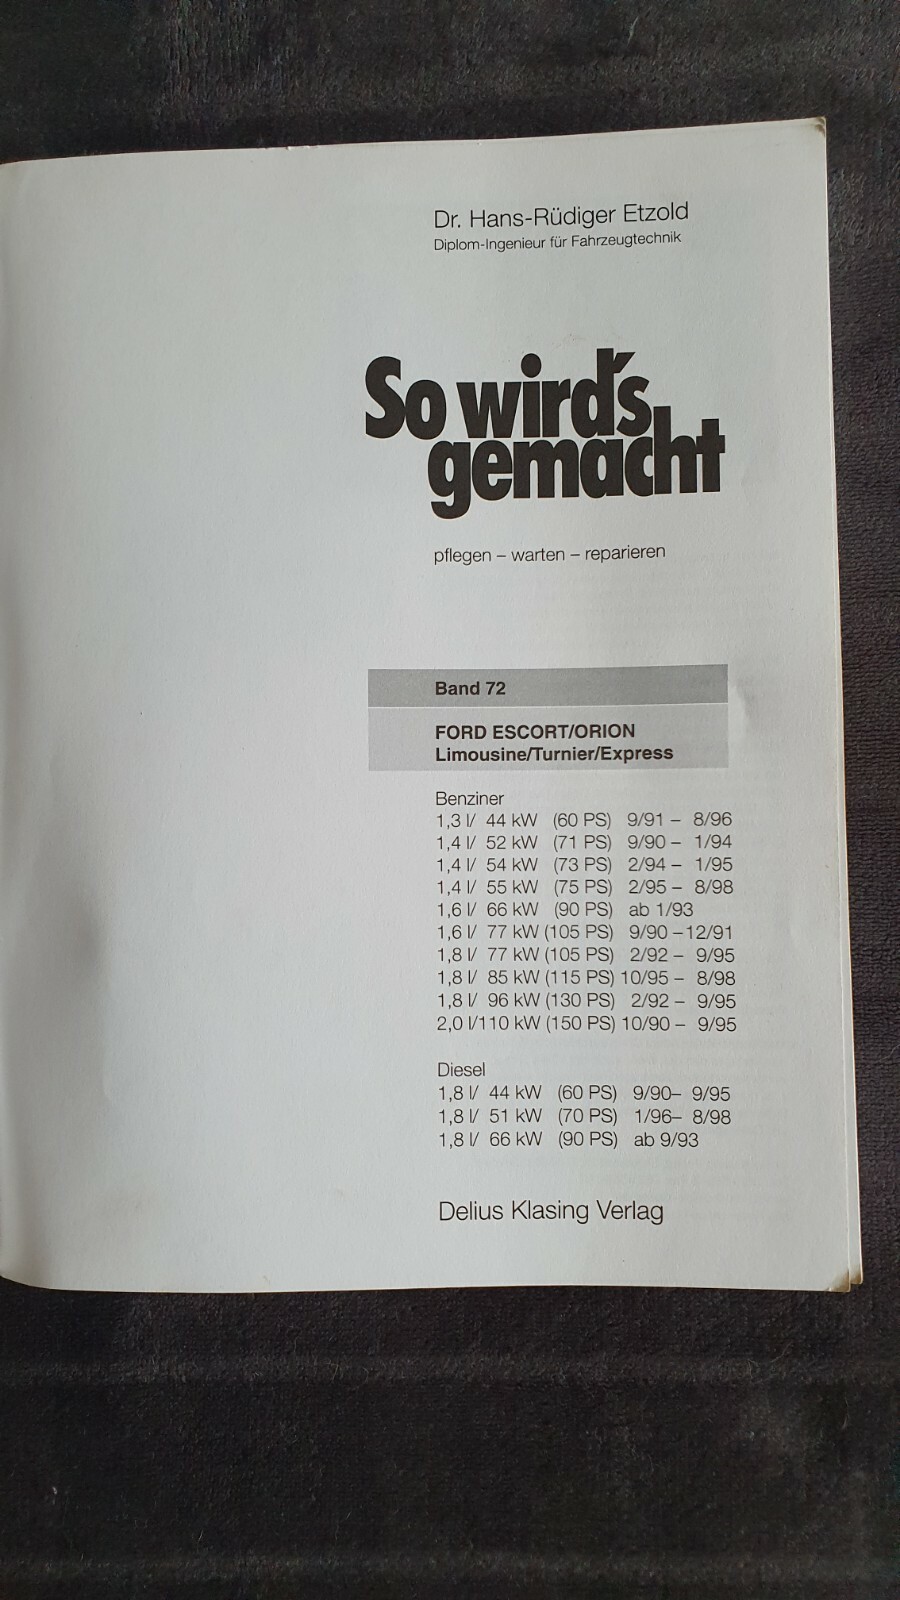 Dr. Hans-Rüdiger Etzold
Diplom-Ingenieur für Fahrzeugtechnik
So wird's
gemacht
pflegen – warten – reparieren
Band 72
FORD ESCORT/ORION
Limousine/Turnier/Express
Benziner
1,3 l/ 44 kW (60 PS) 9/91 – 8/96
1,4 l/ 52 kW (71 PS) 9/90 – 1/94
1,4 l/ 54 kW (73 PS) 2/94 – 1/95
1,4 l/ 55 kW (75 PS) 2/95 – 8/98
1,6 l/ 66 kW (90 PS) ab 1/93
1,6 l/ 77 kW (105 PS) 9/90 –12/91
1,8 l/ 77 kW (105 PS) 2/92 – 9/95
1,8 l/ 85 kW (115 PS) 10/95 – 8/98
1,8 l/ 96 kW (130 PS) 2/92 – 9/95
2,0 l/110 kW (150 PS) 10/90 – 9/95
Diesel
1,8 l/ 44 kW (60 PS) 9/90– 9/95
1,8 l/ 51 kW (70 PS) 1/96– 8/98
1,8 l/ 66 kW (90 PS) ab 9/93
Delius Klasing Verlag